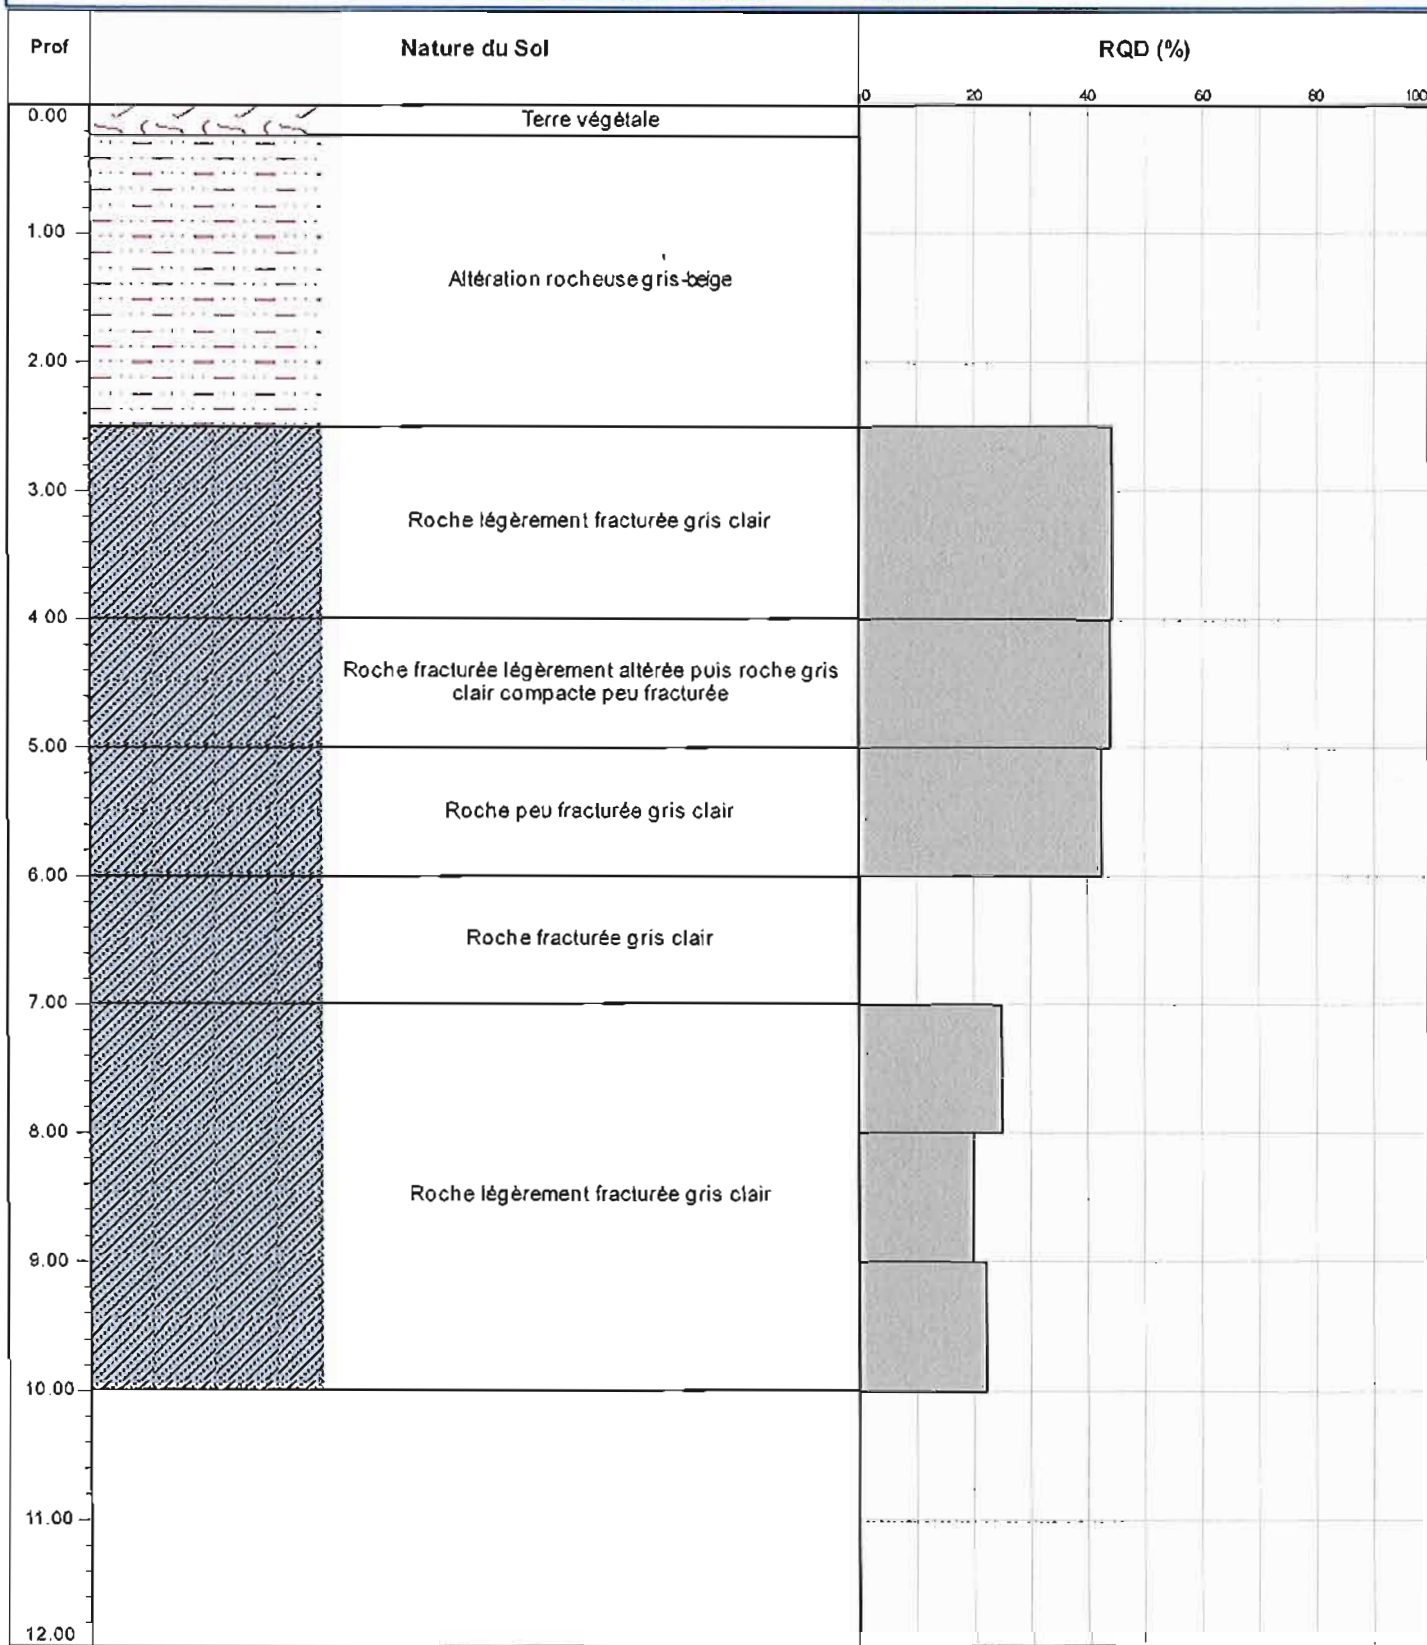 Prof Nature du Sol RQD (%)
0 20 40 60 80 100
0.00 Terre végétale
1.00
Altération rocheuse gris-beige
2.00
3.00
Roche légèrement fracturée gris clair
4.00
Roche fracturée légèrement altérée puis roche gris
clair compacte peu fracturée
5.00
Roche peu fracturée gris clair
6.00
Roche fracturée gris clair
7.00
8.00
Roche légèrement fracturée gris clair
9.00
10.00
11.00
12.00